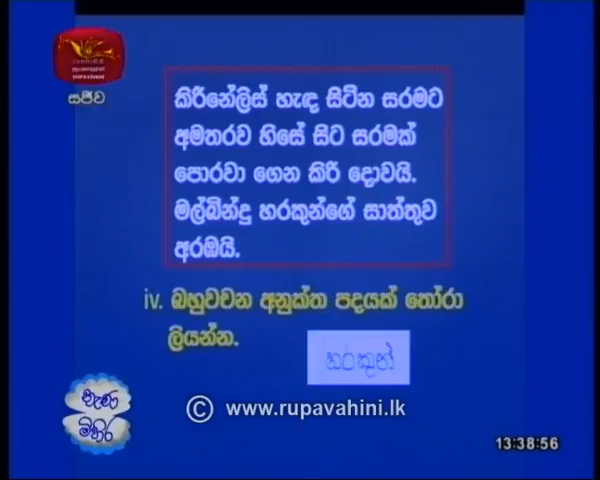 සජීව
කිරිනේලිස් හැඳ සිටින සරමට
අමතරව හිසේ සිට සරමක්
පොරවා ගෙන කිරි දොවයි.
මල්බින්දු හරකුන්ගේ සාත්තුව
අරඹයි.
iv. බහුවචන අනුක්ත පදයක් තෝරා
ලියන්න.
හරකුන්
© www.rupavahini.lk
නැණ
මිහිර
13:38:56